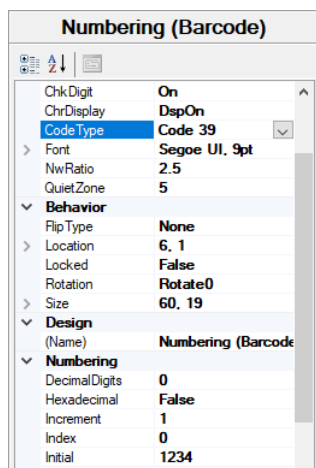 Numbering (Barcode)
ChkDigit On
ChrDisplay DspOn
CodeType Code 39
Font Segoe UI, 9pt
NwRatio 2.5
QuietZone 5
Behavior
FlipType None
Location 6, 1
Locked False
Rotation Rotate0
Size 60, 19
Design
(Name) Numbering (Barcode
Numbering
DecimalDigits 0
Hexadecimal False
Increment 1
Index 0
Initial 1234